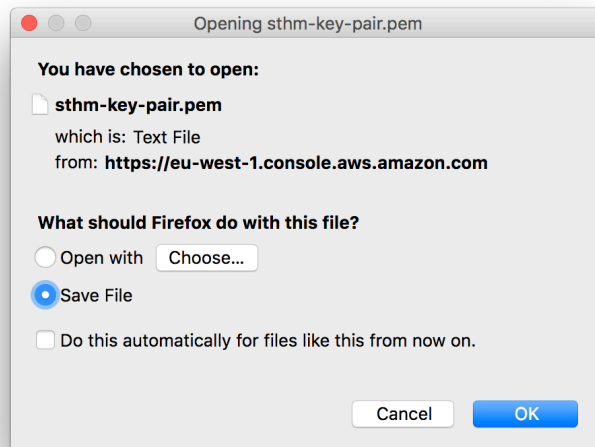 Opening sthm-key-pair.pem
You have chosen to open:
sthm-key-pair.pem
which is: Text File
from: https://eu-west-1.console.aws.amazon.com
What should Firefox do with this file?
Open with Choose...
Save File
Do this automatically for files like this from now on.
Cancel OK